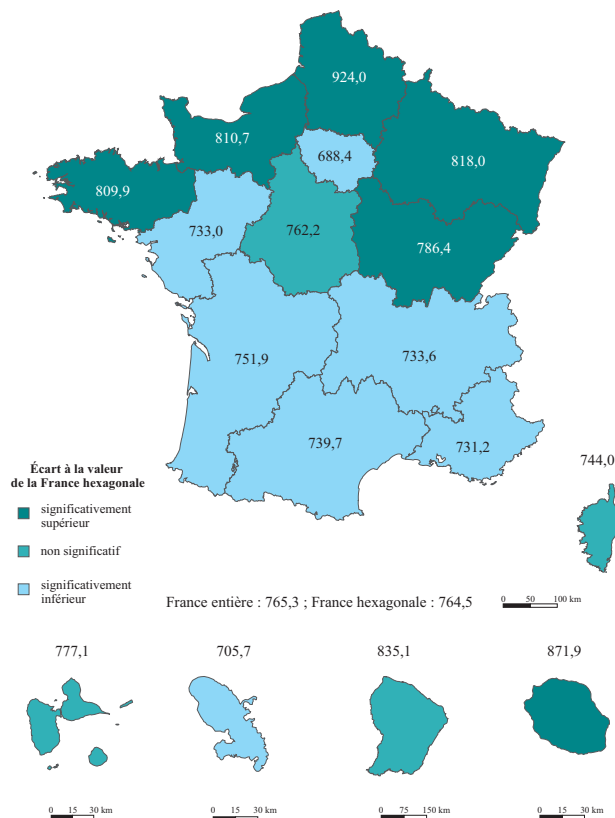 924,0
810,7
688,4
818,0
809,9
733,0
762,2
786,4
751,9
733,6
739,7
731,2
744,0
Écart à la valeur
de la France hexagonale
significativement
supérieur
non significatif
significativement
inférieur
France entière : 765,3 ; France hexagonale : 764,5
0 50 100 km
777,1
705,7
835,1
871,9
0 15 30 km
0 15 30 km
0 75 150 km
0 15 30 km